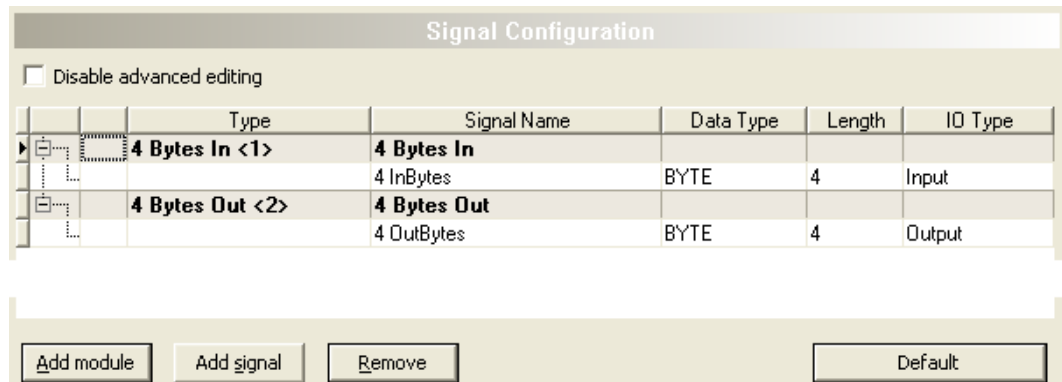 Signal Configuration
Disable advanced editing
Type Signal Name Data Type Length IO Type
4 Bytes In <1> 4 Bytes In
4 InBytes BYTE 4 Input
4 Bytes Out <2> 4 Bytes Out
4 OutBytes BYTE 4 Output
Add module Add signal Remove Default